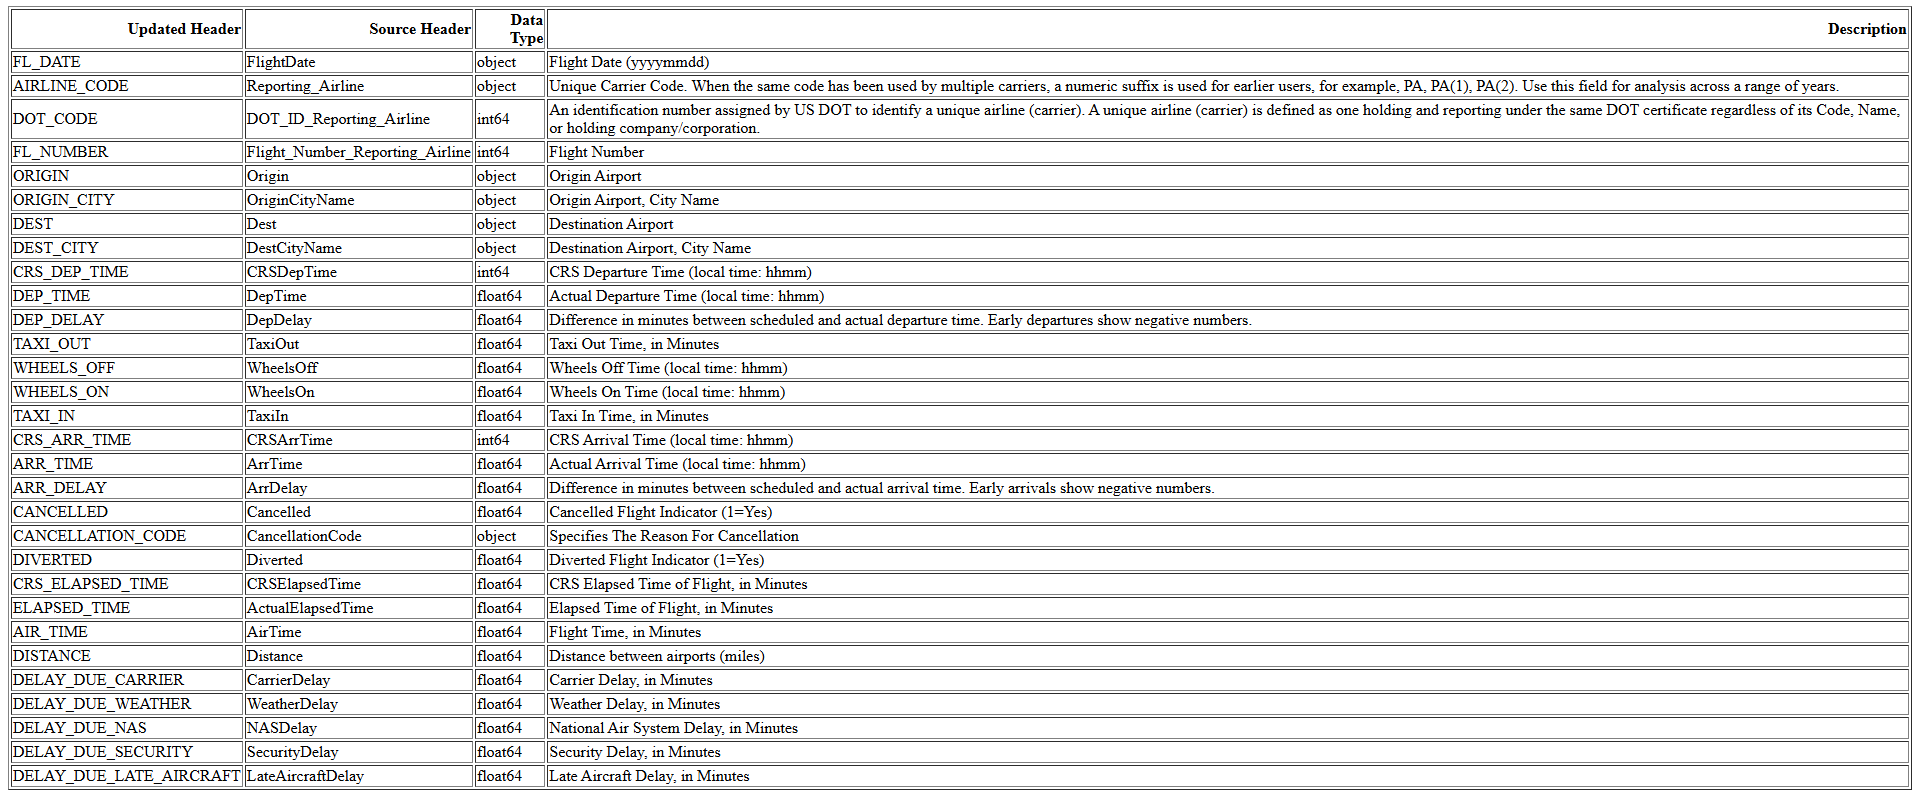 Updated Header Source Header Data Type Description
FL_DATE FlightDate object Flight Date (yyyymmdd)
AIRLINE_CODE Reporting_Airline object Unique Carrier Code. When the same code has been used by multiple carriers, a numeric suffix is used for earlier users, for example, PA, PA(1), PA(2). Use this field for analysis across a range of years.
DOT_CODE DOT_ID_Reporting_Airline int64 An identification number assigned by US DOT to identify a unique airline (carrier). A unique airline (carrier) is defined as one holding and reporting under the same DOT certificate regardless of its Code, Name,
or holding company/corporation.
FL_NUMBER Flight_Number_Reporting_Airline int64 Flight Number
ORIGIN Origin object Origin Airport
ORIGIN_CITY OriginCityName object Origin Airport, City Name
DEST Dest object Destination Airport
DEST_CITY DestCityName object Destination Airport, City Name
CRS_DEP_TIME CRSDepTime int64 CRS Departure Time (local time: hhmm)
DEP_TIME DepTime float64 Actual Departure Time (local time: hhmm)
DEP_DELAY DepDelay float64 Difference in minutes between scheduled and actual departure time. Early departures show negative numbers.
TAXI_OUT TaxiOut float64 Taxi Out Time, in Minutes
WHEELS_OFF WheelsOff float64 Wheels Off Time (local time: hhmm)
WHEELS_ON WheelsOn float64 Wheels On Time (local time: hhmm)
TAXI_IN TaxiIn float64 Taxi In Time, in Minutes
CRS_ARR_TIME CRSArrTime int64 CRS Arrival Time (local time: hhmm)
ARR_TIME ArrTime float64 Actual Arrival Time (local time: hhmm)
ARR_DELAY ArrDelay float64 Difference in minutes between scheduled and actual arrival time. Early arrivals show negative numbers.
CANCELLED Cancelled float64 Cancelled Flight Indicator (1=Yes)
CANCELLATION_CODE CancellationCode object Specifies The Reason For Cancellation
DIVERTED Diverted float64 Diverted Flight Indicator (1=Yes)
CRS_ELAPSED_TIME CRSElapsedTime float64 CRS Elapsed Time of Flight, in Minutes
ELAPSED_TIME ActualElapsedTime float64 Elapsed Time of Flight, in Minutes
AIR_TIME AirTime float64 Flight Time, in Minutes
DISTANCE Distance float64 Distance between airports (miles)
DELAY_DUE_CARRIER CarrierDelay float64 Carrier Delay, in Minutes
DELAY_DUE_WEATHER WeatherDelay float64 Weather Delay, in Minutes
DELAY_DUE_NAS NASDelay float64 National Air System Delay, in Minutes
DELAY_DUE_SECURITY SecurityDelay float64 Security Delay, in Minutes
DELAY_DUE_LATE_AIRCRAFT LateAircraftDelay float64 Late Aircraft Delay, in Minutes